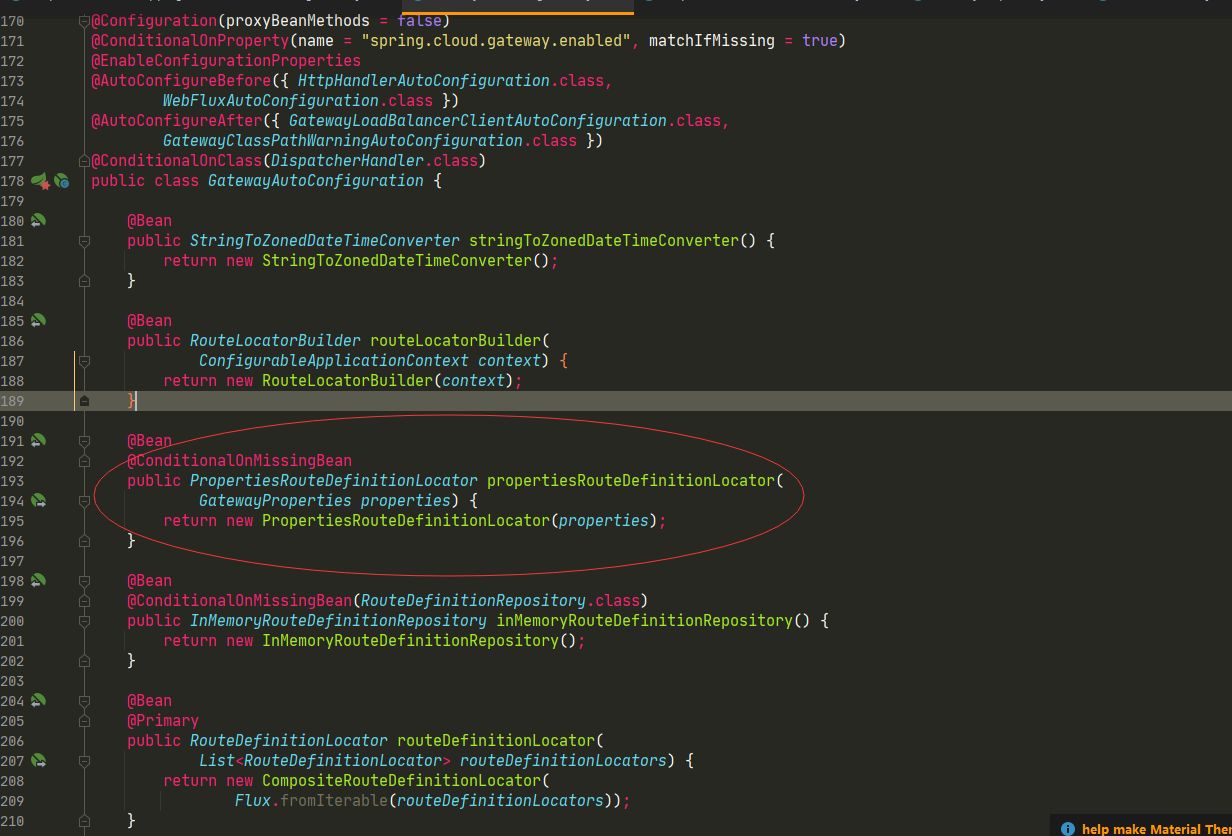 170 @Configuration(proxyBeanMethods = false)
171 @ConditionalOnProperty(name = "spring.cloud.gateway.enabled", matchIfMissing = true)
172 @EnableConfigurationProperties
173 @AutoConfigureBefore({ HttpHandlerAutoConfiguration.class,
174 WebFluxAutoConfiguration.class })
175 @AutoConfigureAfter({ GatewayLoadBalancerClientAutoConfiguration.class,
176 GatewayClassPathWarningAutoConfiguration.class })
177 @ConditionalOnClass(DispatcherHandler.class)
178 public class GatewayAutoConfiguration {
179
180 @Bean
181 public StringToZonedDateTimeConverter stringToZonedDateTimeConverter() {
182 return new StringToZonedDateTimeConverter();
183 }
184
185 @Bean
186 public RouteLocatorBuilder routeLocatorBuilder(
187 ConfigurableApplicationContext context) {
188 return new RouteLocatorBuilder(context);
189 }
190
191 @Bean
192 @ConditionalOnMissingBean
193 public PropertiesRouteDefinitionLocator propertiesRouteDefinitionLocator(
194 GatewayProperties properties) {
195 return new PropertiesRouteDefinitionLocator(properties);
196 }
197
198 @Bean
199 @ConditionalOnMissingBean(RouteDefinitionRepository.class)
200 public InMemoryRouteDefinitionRepository inMemoryRouteDefinitionRepository() {
201 return new InMemoryRouteDefinitionRepository();
202 }
203
204 @Bean
205 @Primary
206 public RouteDefinitionLocator routeDefinitionLocator(
207 List<RouteDefinitionLocator> routeDefinitionLocators) {
208 return new CompositeRouteDefinitionLocator(
209 Flux.fromIterable(routeDefinitionLocators));
210 }
help make Material